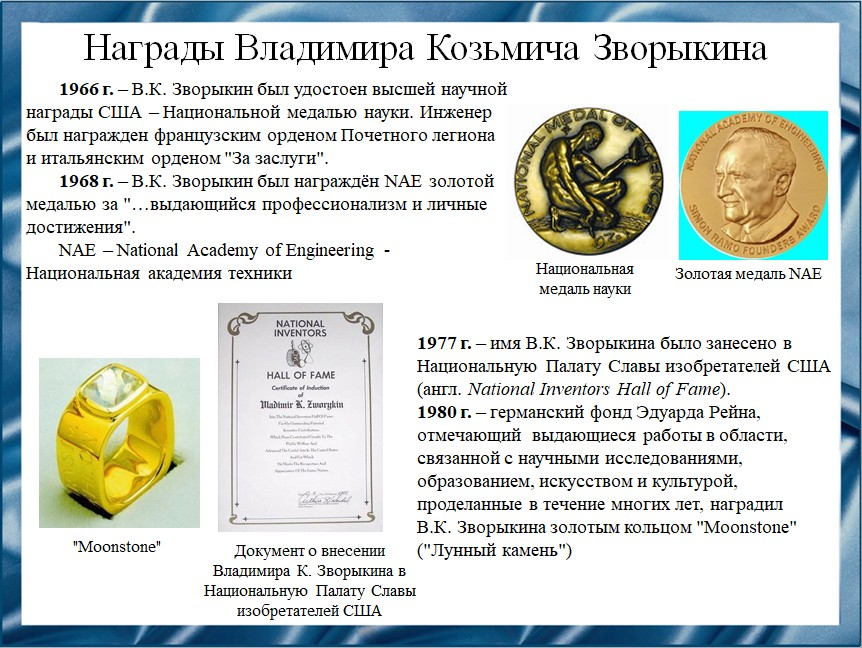 Награды Владимира Козьмича Зворыкина
1966 г. – В.К. Зворыкин был удостоен высшей научной
награды США – Национальной медалью науки. Инженер
был награжден французским орденом Почетного легиона
и итальянским орденом "За заслуги".
1968 г. – В.К. Зворыкин был награждён NAE золотой
медалью за "…выдающийся профессионализм и личные
достижения".
NAE – National Academy of Engineering -
Национальная академия техники
NATIONAL MEDAL OF SCIENCE
NATIONAL ACADEMY OF ENGINEERING
SIMON RAMO FOUNDERS AWARD
Национальная
медаль науки
Золотая медаль NAE
NATIONAL
INVENTORS
HALL OF FAME
Certificate of Induction
of
Vladimir K. Zworykin
"Moonstone"
Документ о внесении
Владимира К. Зворыкина в
Национальную Палату Славы
изобретателей США
1977 г. – имя В.К. Зворыкина было занесено в
Национальную Палату Славы изобретателей США
(англ. National Inventors Hall of Fame).
1980 г. – германский фонд Эдуарда Рейна,
отмечающий выдающиеся работы в области,
связанной с научными исследованиями,
образованием, искусством и культурой,
проделанные в течение многих лет, наградил
В.К. Зворыкина золотым кольцом "Moonstone"
("Лунный камень")